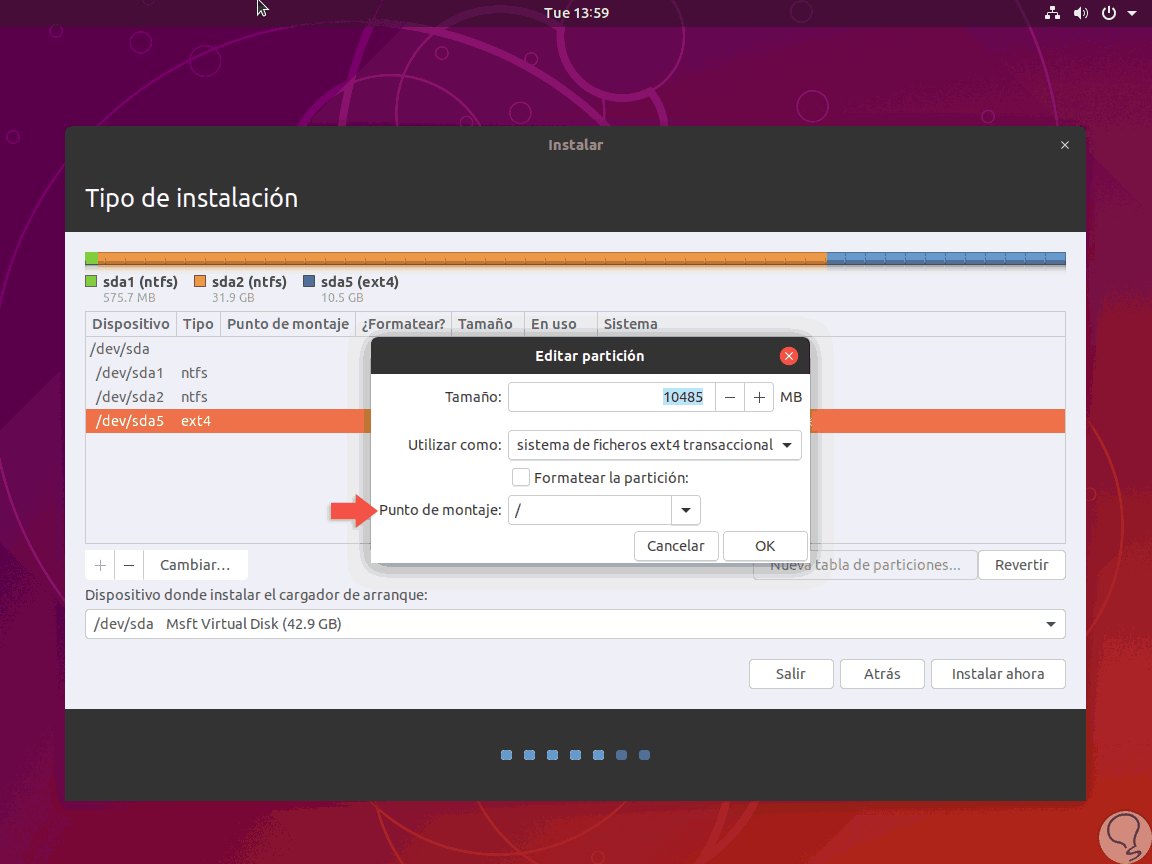 Tue 13:59
Instalar
Tipo de instalación
sda1 (ntfs) sda2 (ntfs) sda5 (ext4)
575.7 MB 31.9 GB 10.5 GB
Dispositivo Tipo Punto de montaje ¿Formatear? Tamaño En uso Sistema
/dev/sda
/dev/sda1 ntfs
/dev/sda2 ntfs
/dev/sda5 ext4
Editar partición
Tamaño: 10485 − + MB
Utilizar como: sistema de ficheros ext4 transaccional
Formatear la partición:
Punto de montaje: /
Cancelar OK
+ − Cambiar... Nueva tabla de particiones... Revertir
Dispositivo donde instalar el cargador de arranque:
/dev/sda Msft Virtual Disk (42.9 GB)
Salir Atrás Instalar ahora